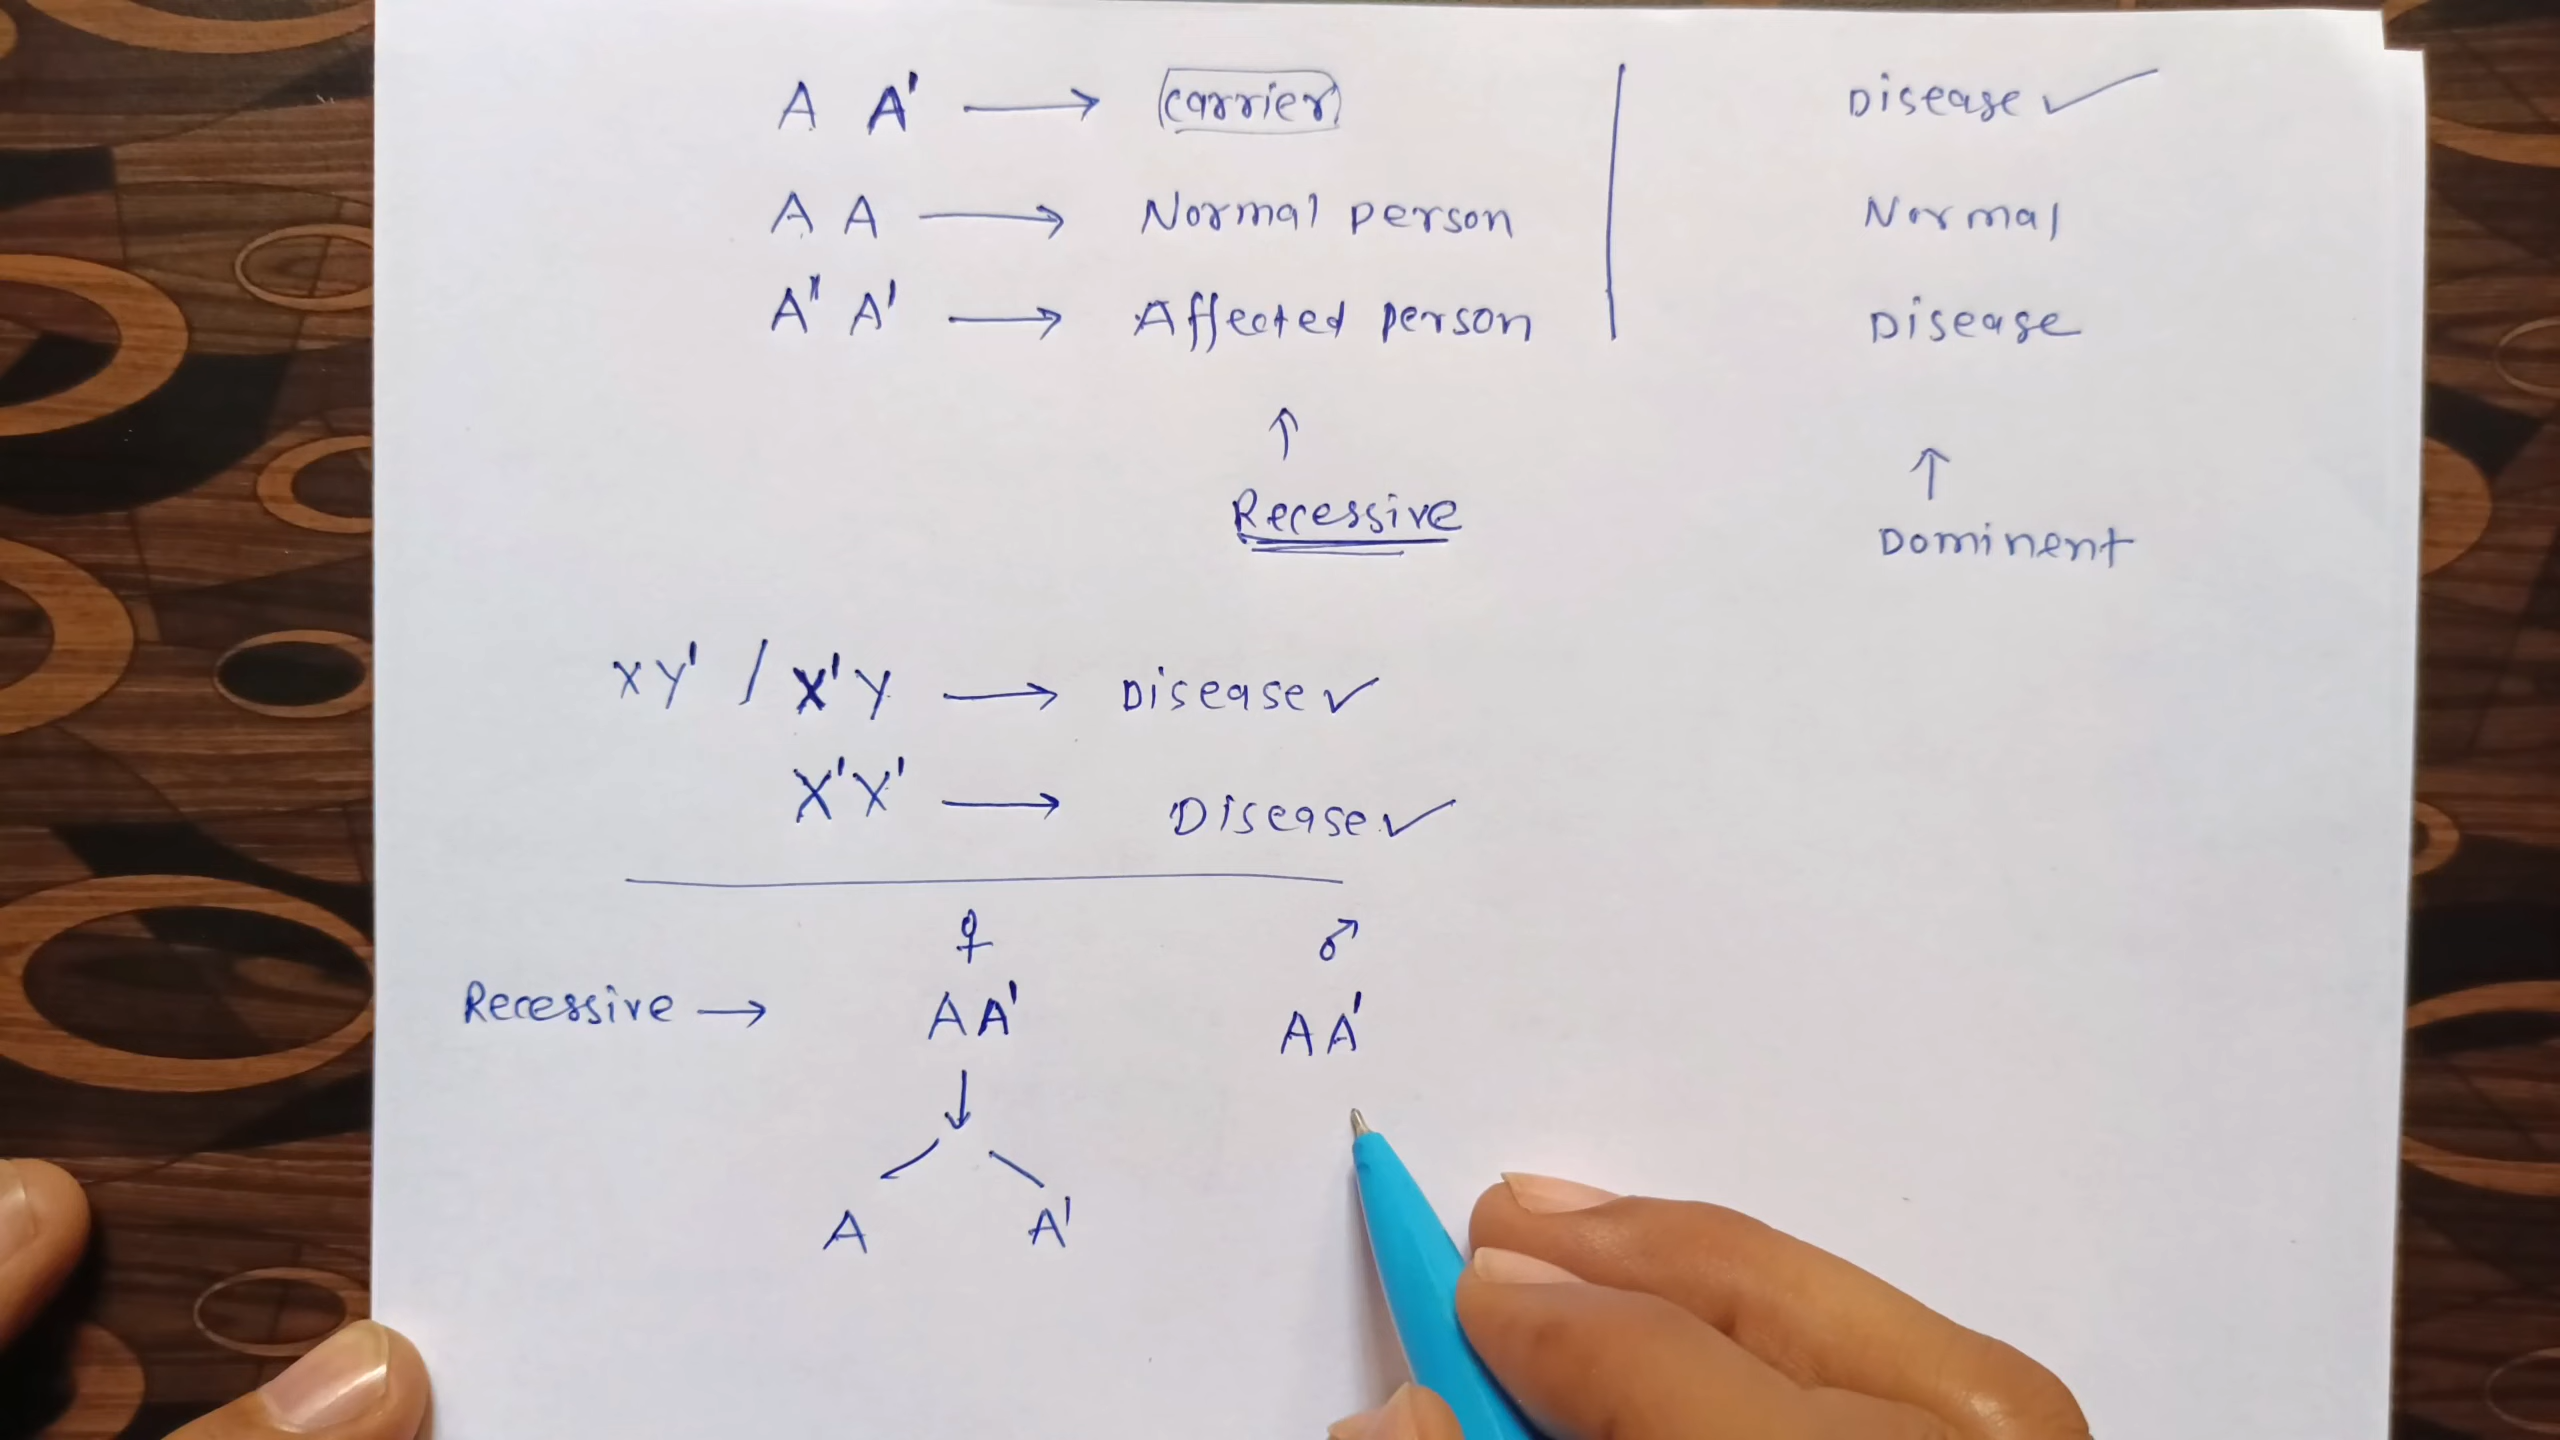 A A' → carrier | Disease ✓
A A → Normal person | Normal
A" A' → Affected person | Disease
↑ ↑
Recessive Dominent
XY' / X'Y → Disease ✓
X'X' → Disease ✓
♀ ♂
Recessive → AA' AA'
↓
A A'